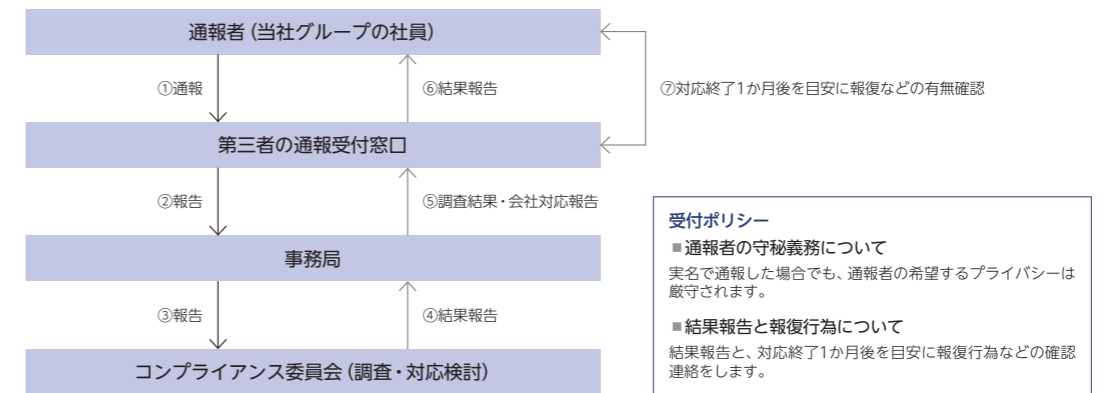 通報者（当社グループの社員）
①通報
⑥結果報告
⑦対応終了1か月後を目安に報復などの有無確認
第三者の通報受付窓口
②報告
⑤調査結果・会社対応報告
事務局
③報告
④結果報告
コンプライアンス委員会（調査・対応検討）
受付ポリシー
■通報者の守秘義務について
実名で通報した場合でも、通報者の希望するプライバシーは
厳守されます。
■結果報告と報復行為について
結果報告と、対応終了1か月後を目安に報復行為などの確認
連絡をします。